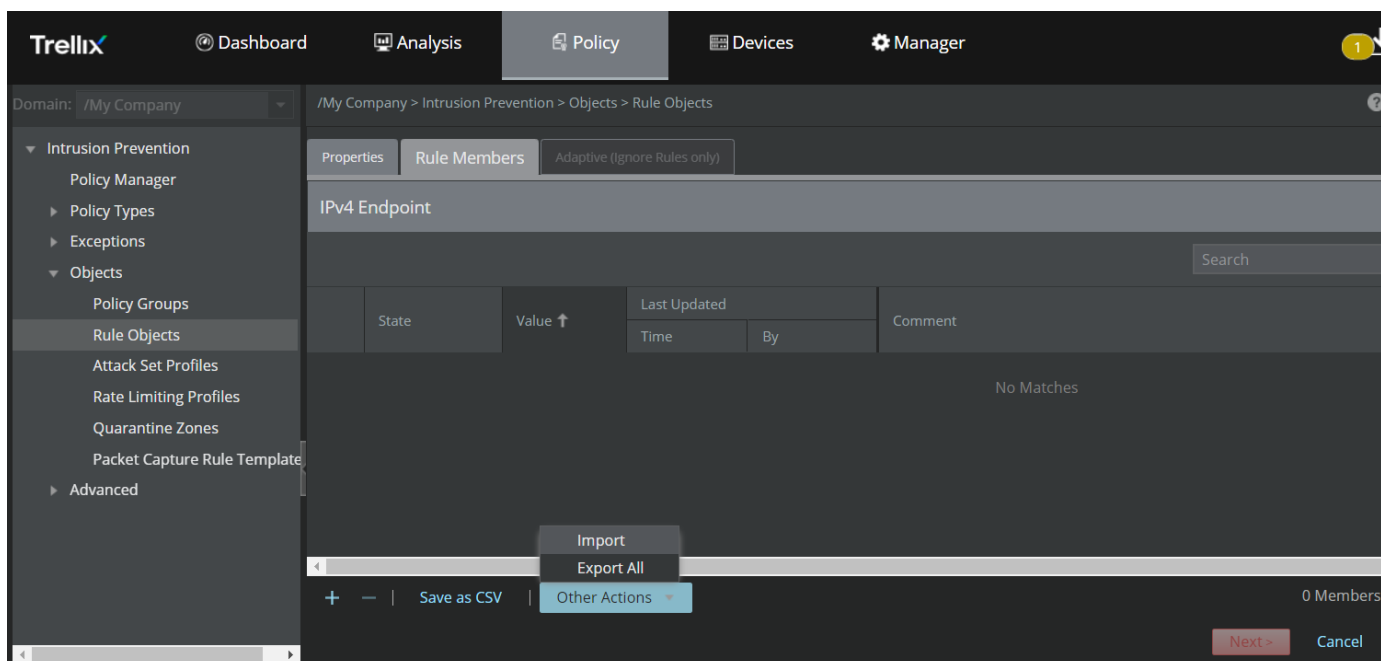 Trellix
Dashboard
Analysis
Policy
Devices
Manager
1
Domain: /My Company
/My Company > Intrusion Prevention > Objects > Rule Objects
?
Intrusion Prevention
Policy Manager
Policy Types
Exceptions
Objects
Policy Groups
Rule Objects
Attack Set Profiles
Rate Limiting Profiles
Quarantine Zones
Packet Capture Rule Template
Advanced
Properties
Rule Members
Adaptive (Ignore Rules only)
IPv4 Endpoint
Search
State
Value
Last Updated
Time
By
Comment
No Matches
Import
Export All
+ − | Save as CSV | Other Actions
0 Members
Next >
Cancel